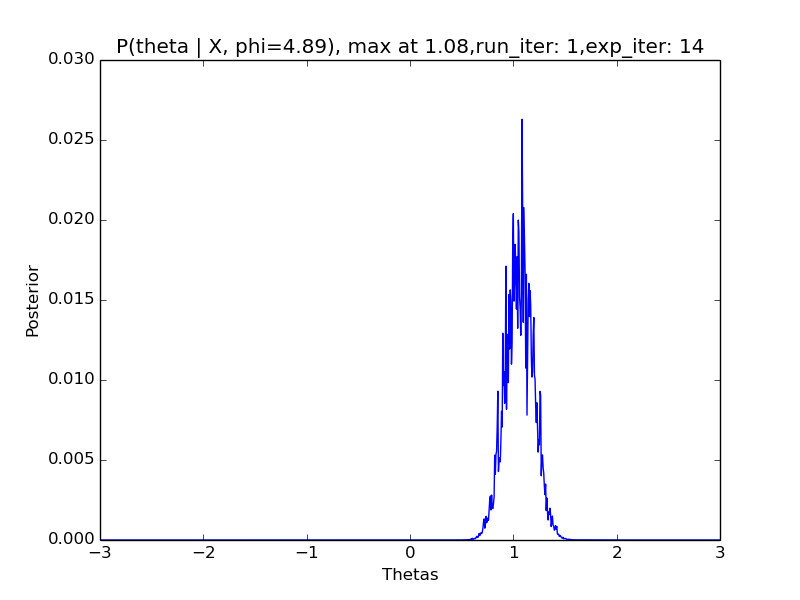 P(theta | X, phi=4.89), max at 1.08,run_iter: 1,exp_iter: 14
0.030
0.025
0.020
0.015
0.010
0.005
0.000
Posterior
−3 −2 −1 0 1 2 3
Thetas